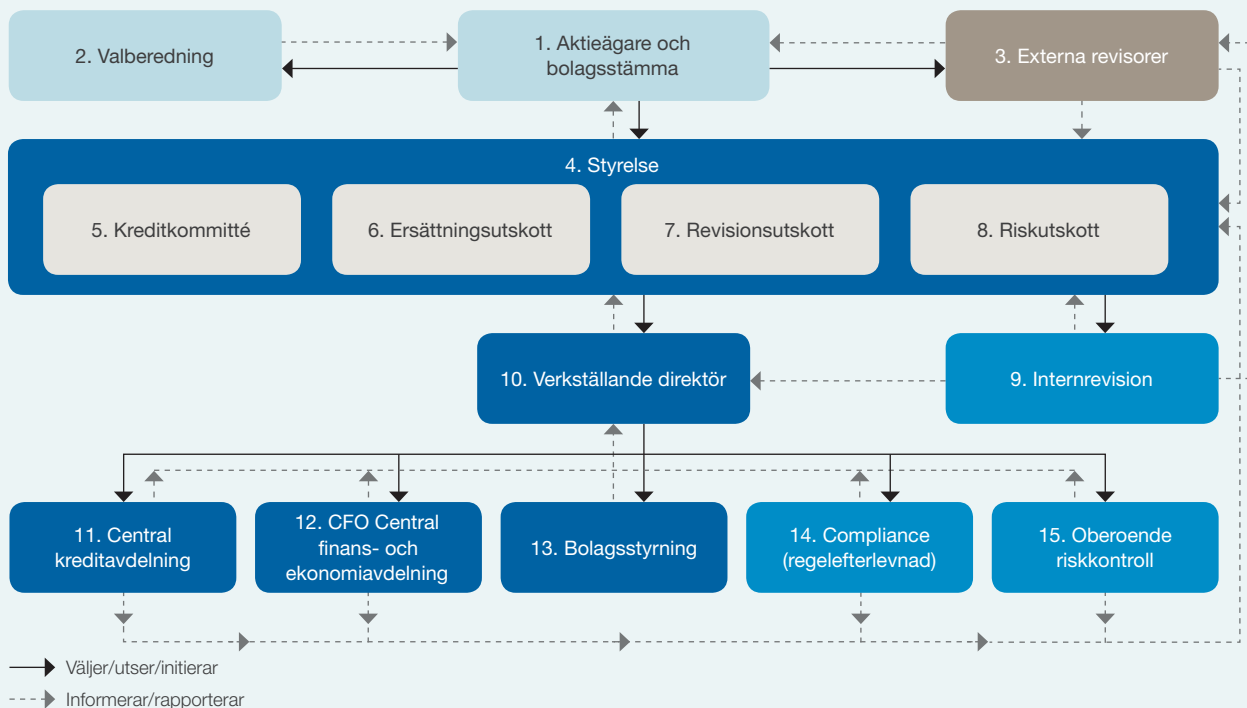 2. Valberedning
1. Aktieägare och
bolagsstämma
3. Externa revisorer
4. Styrelse
5. Kreditkommitté
6. Ersättningsutskott
7. Revisionsutskott
8. Riskutskott
10. Verkställande direktör
9. Internrevision
11. Central
kreditavdelning
12. CFO Central
finans- och
ekonomiavdelning
13. Bolagsstyrning
14. Compliance
(regelefterlevnad)
15. Oberoende
riskkontroll
Väljer/utser/initierar
Informerar/rapporterar